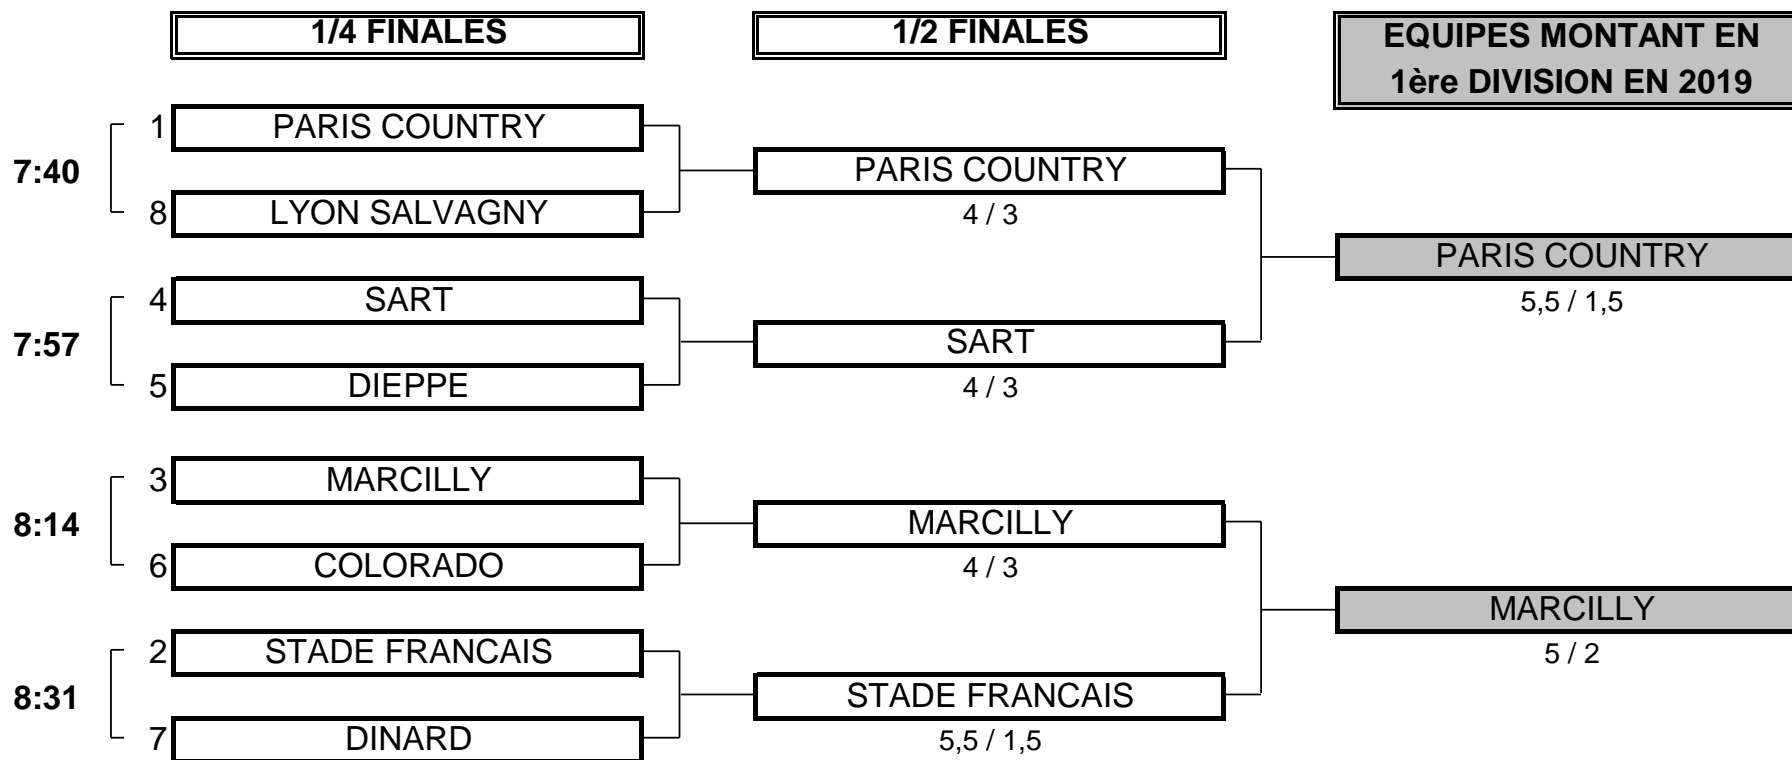 1/4 FINALES
1/2 FINALES
EQUIPES MONTANT EN
1ère DIVISION EN 2019
1 PARIS COUNTRY
7:40
8 LYON SALVAGNY
PARIS COUNTRY
4 / 3
4 SART
7:57
5 DIEPPE
SART
4 / 3
PARIS COUNTRY
5,5 / 1,5
3 MARCILLY
8:14
6 COLORADO
MARCILLY
4 / 3
2 STADE FRANCAIS
8:31
7 DINARD
STADE FRANCAIS
5,5 / 1,5
MARCILLY
5 / 2